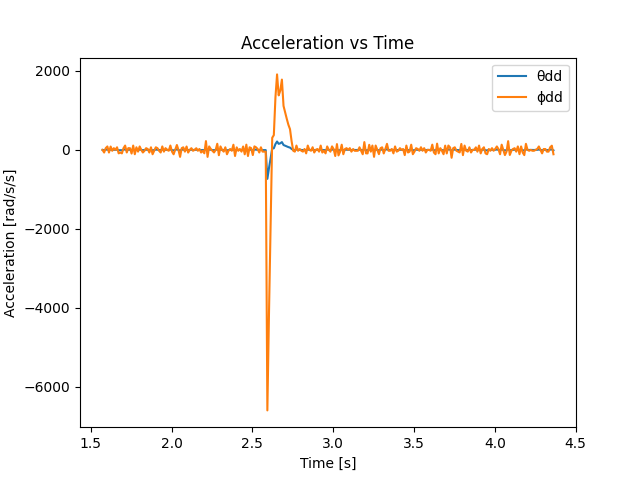 Acceleration vs Time
Acceleration [rad/s/s]
2000
0
−2000
−4000
−6000
θdd
ϕdd
1.5 2.0 2.5 3.0 3.5 4.0 4.5
Time [s]